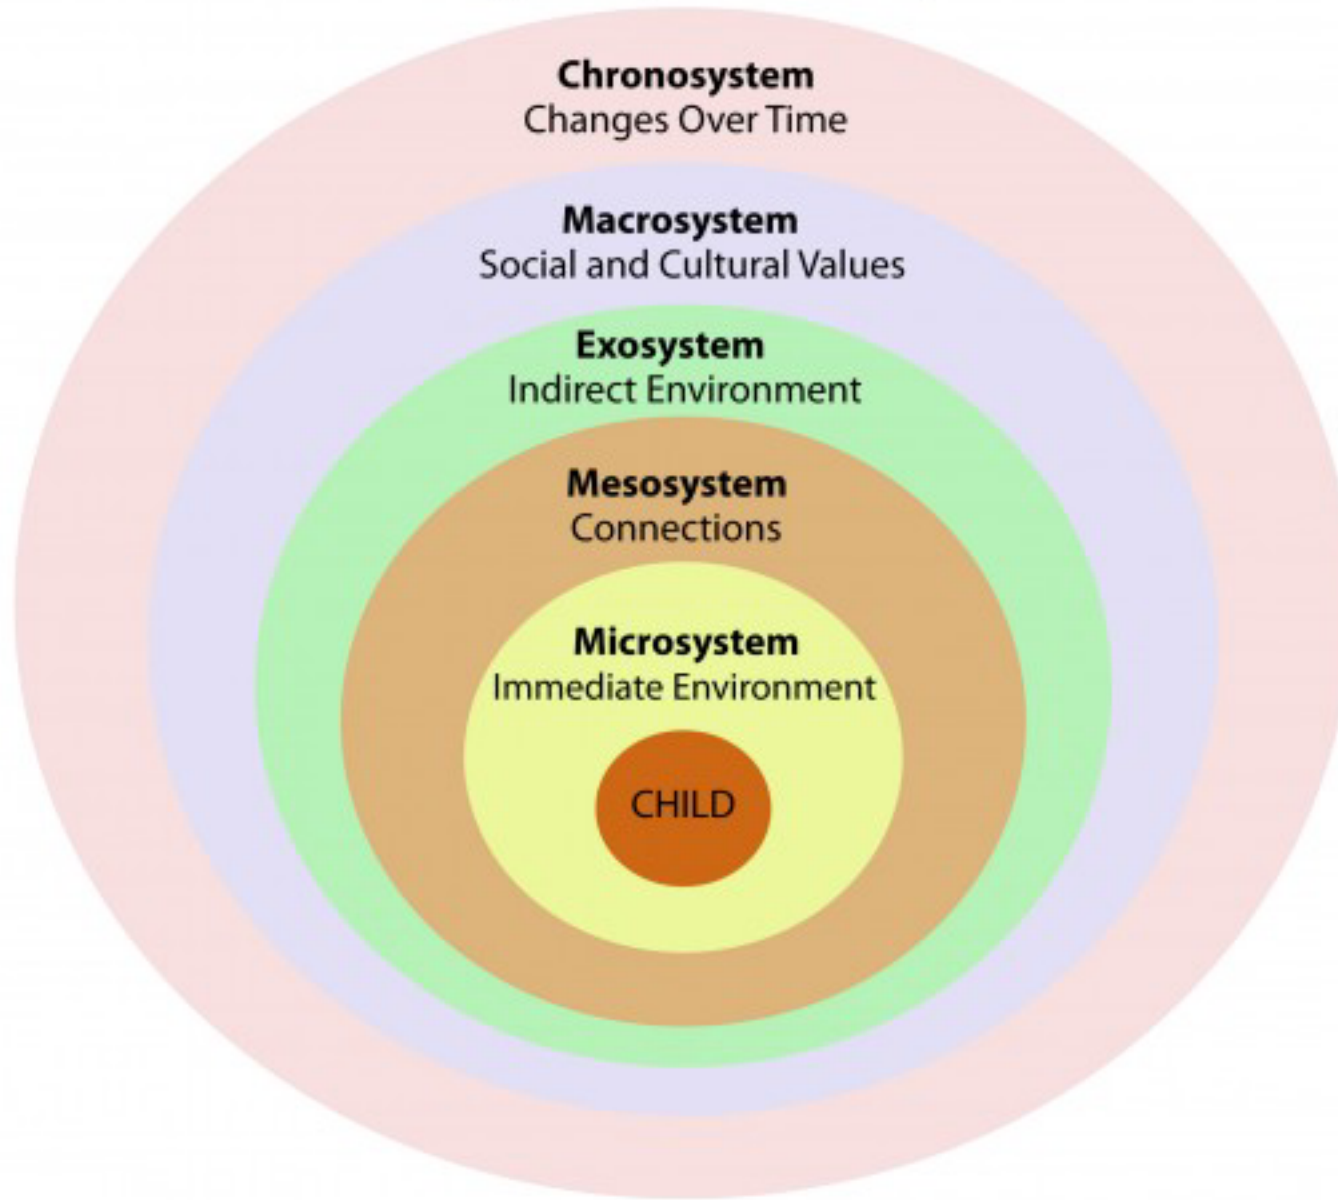 Chronosystem
Changes Over Time
Macrosystem
Social and Cultural Values
Exosystem
Indirect Environment
Mesosystem
Connections
Microsystem
Immediate Environment
CHILD